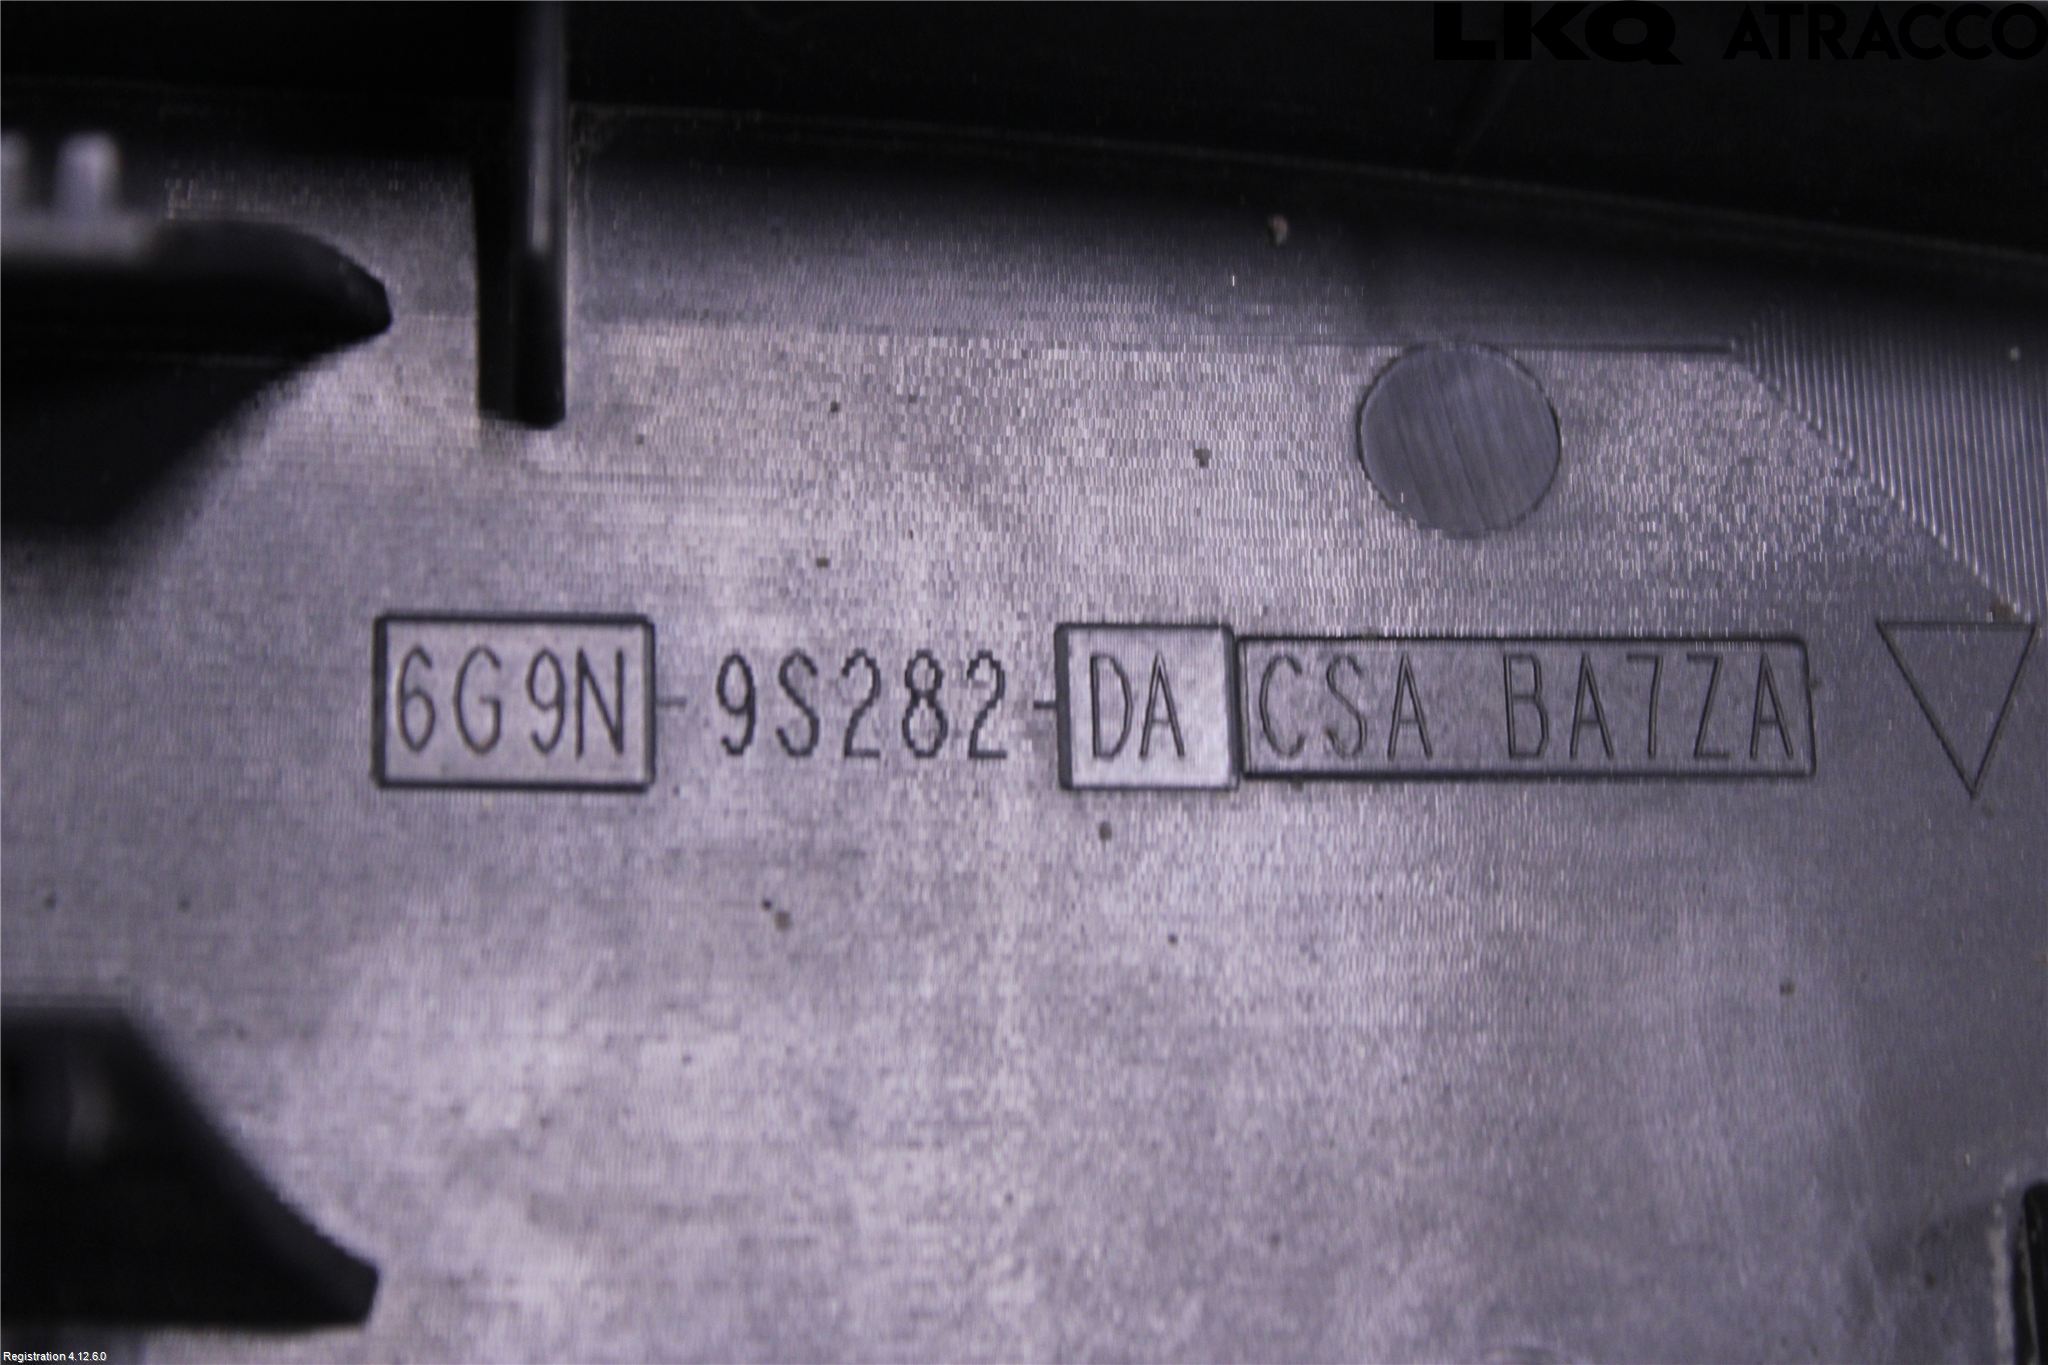 LKQ ATRACCO
6G9N-9S282-DA CSA BA7ZA
Registration 4.12.6.0